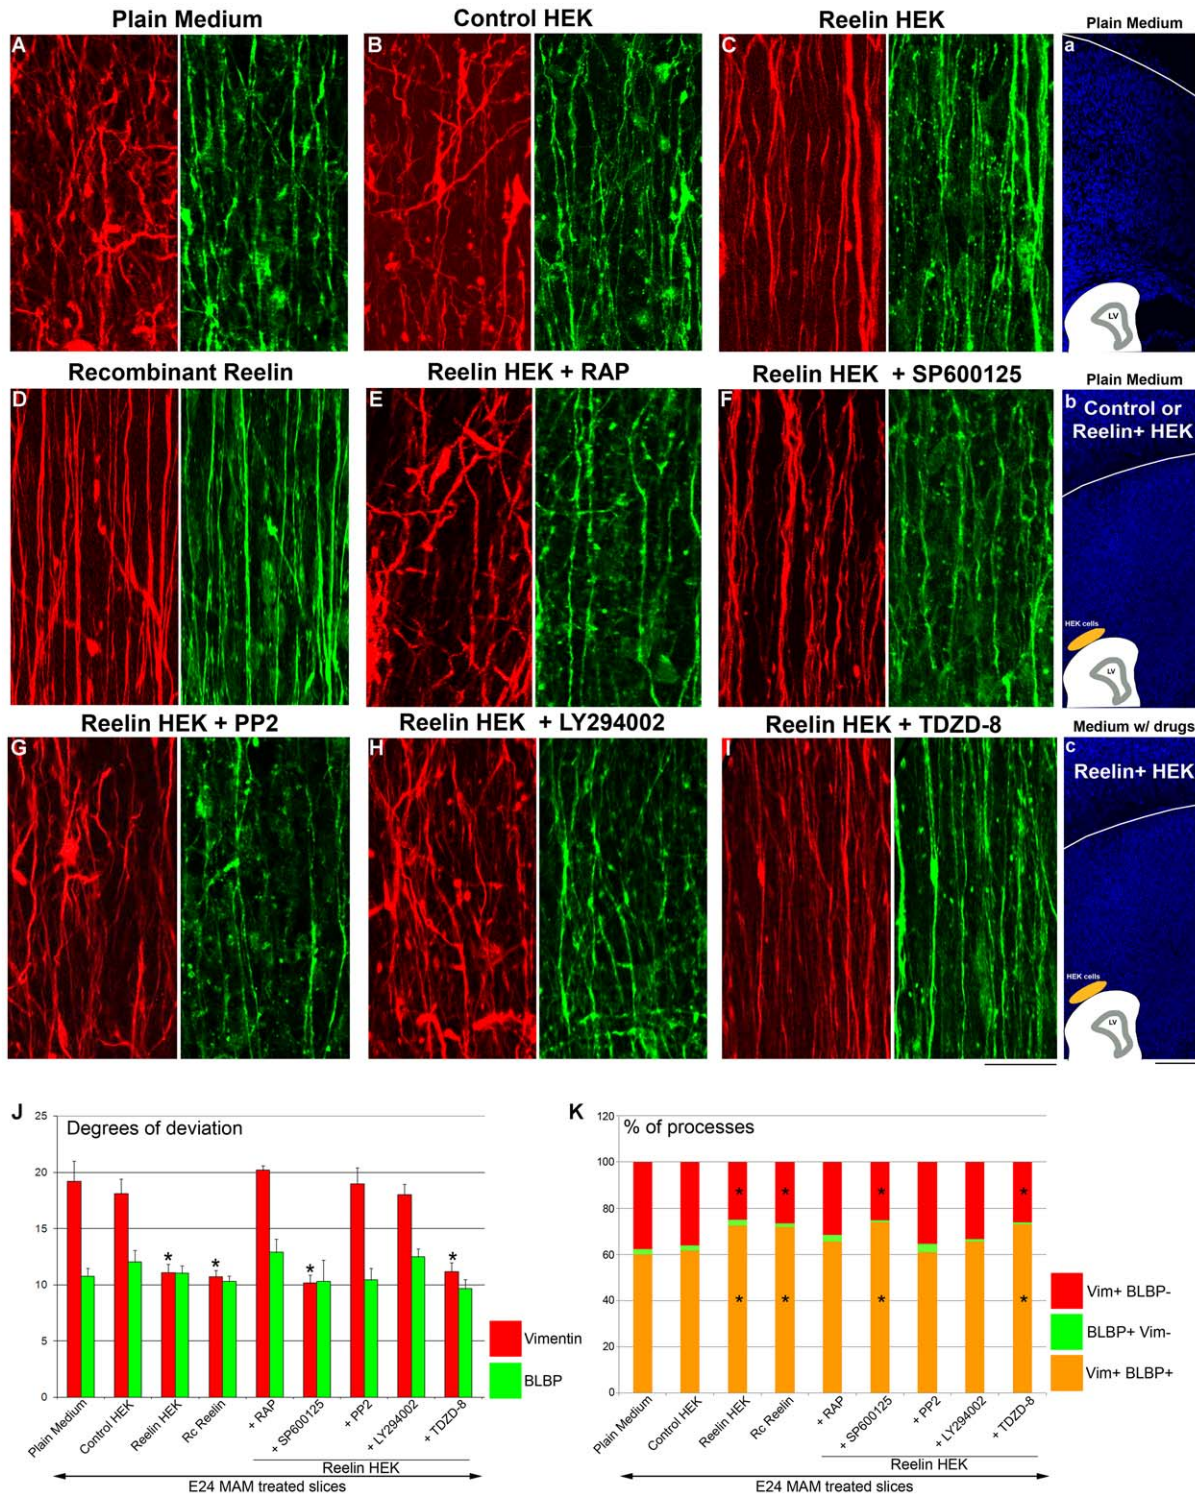 Plain Medium
Control HEK
Reelin HEK
Plain Medium
A
B
C
a
LV
Recombinant Reelin
Reelin HEK + RAP
Reelin HEK + SP600125
Plain Medium
D
E
F
b
Control or
Reelin+ HEK
HEK cells
LV
Reelin HEK + PP2
Reelin HEK + LY294002
Reelin HEK + TDZD-8
Medium w/ drugs
G
H
I
c
Reelin+ HEK
HEK cells
LV
J
Degrees of deviation
25
20
15
10
5
0
* * * *
Vimentin
BLBP
Plain Medium
Control HEK
Reelin HEK
Rc Reelin
+ RAP
+ SP600125
+ PP2
+ LY294002
+ TDZD-8
Reelin HEK
E24 MAM treated slices
K
% of processes
120
100
80
60
40
20
0
* * * *
* * * *
Vim+ BLBP-
BLBP+ Vim-
Vim+ BLBP+
Plain Medium
Control HEK
Reelin HEK
Rc Reelin
+ RAP
+ SP600125
+ PP2
+ LY294002
+ TDZD-8
Reelin HEK
E24 MAM treated slices